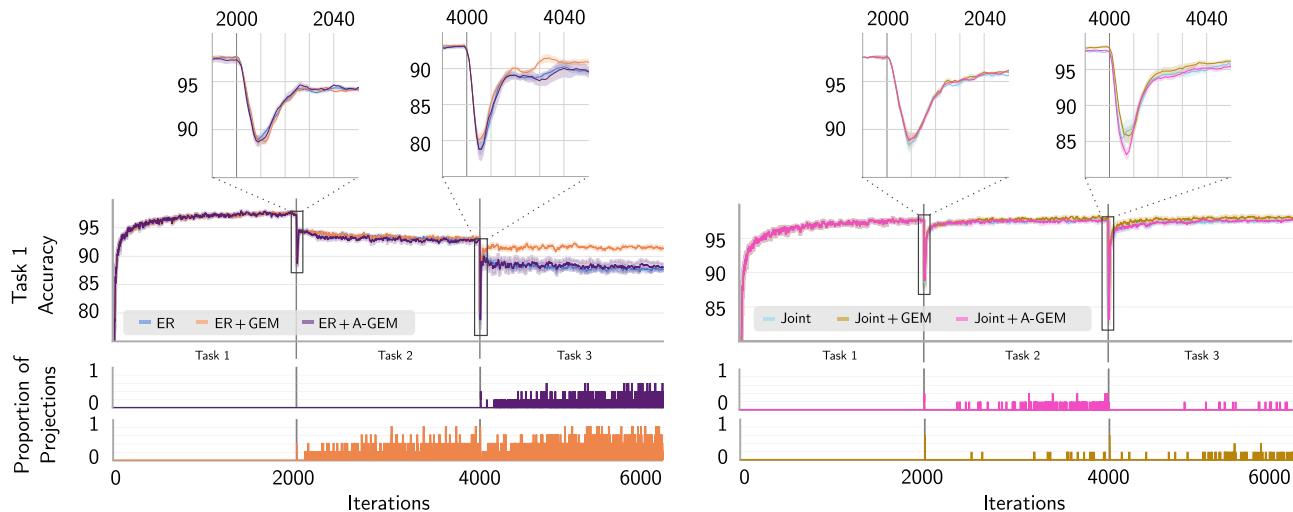 2000 2040
4000 4040
95
90
90
85
80
Task 1
Accuracy
95
90
85
80
ER ER + GEM ER + A-GEM
Task 1 Task 2 Task 3
Proportion of
Projections
1
0
1
0
0 2000 4000 6000
Iterations
2000 2040
4000 4040
95
90
95
90
85
95
90
85
Joint Joint + GEM Joint + A-GEM
Task 1 Task 2 Task 3
1
0
1
0
0 2000 4000 6000
Iterations